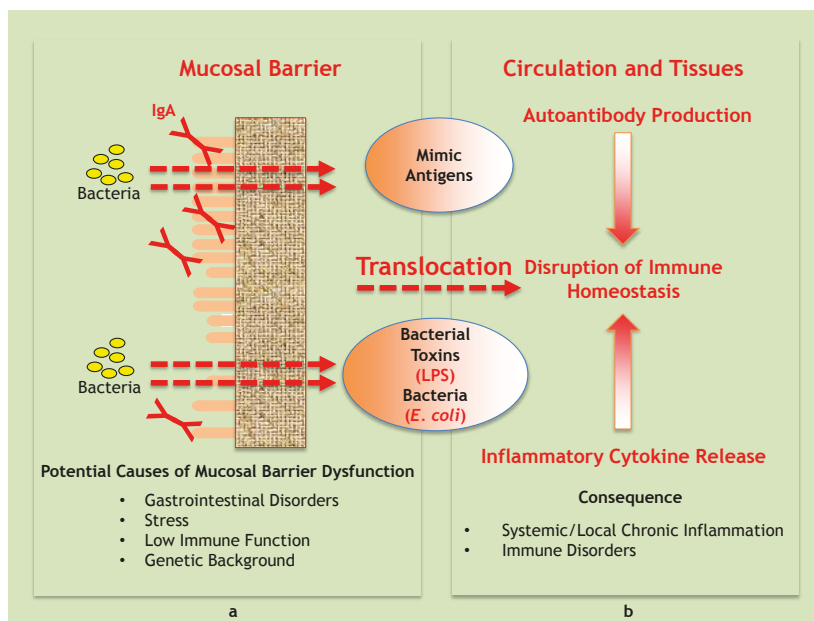 Mucosal Barrier
IgA
Bacteria
Bacteria
Mimic
Antigens
Translocation
Bacterial
Toxins
(LPS)
Bacteria
(E. coli)
Potential Causes of Mucosal Barrier Dysfunction
• Gastrointestinal Disorders
• Stress
• Low Immune Function
• Genetic Background
a
Circulation and Tissues
Autoantibody Production
Disruption of Immune
Homeostasis
Inflammatory Cytokine Release
Consequence
• Systemic/Local Chronic Inflammation
• Immune Disorders
b